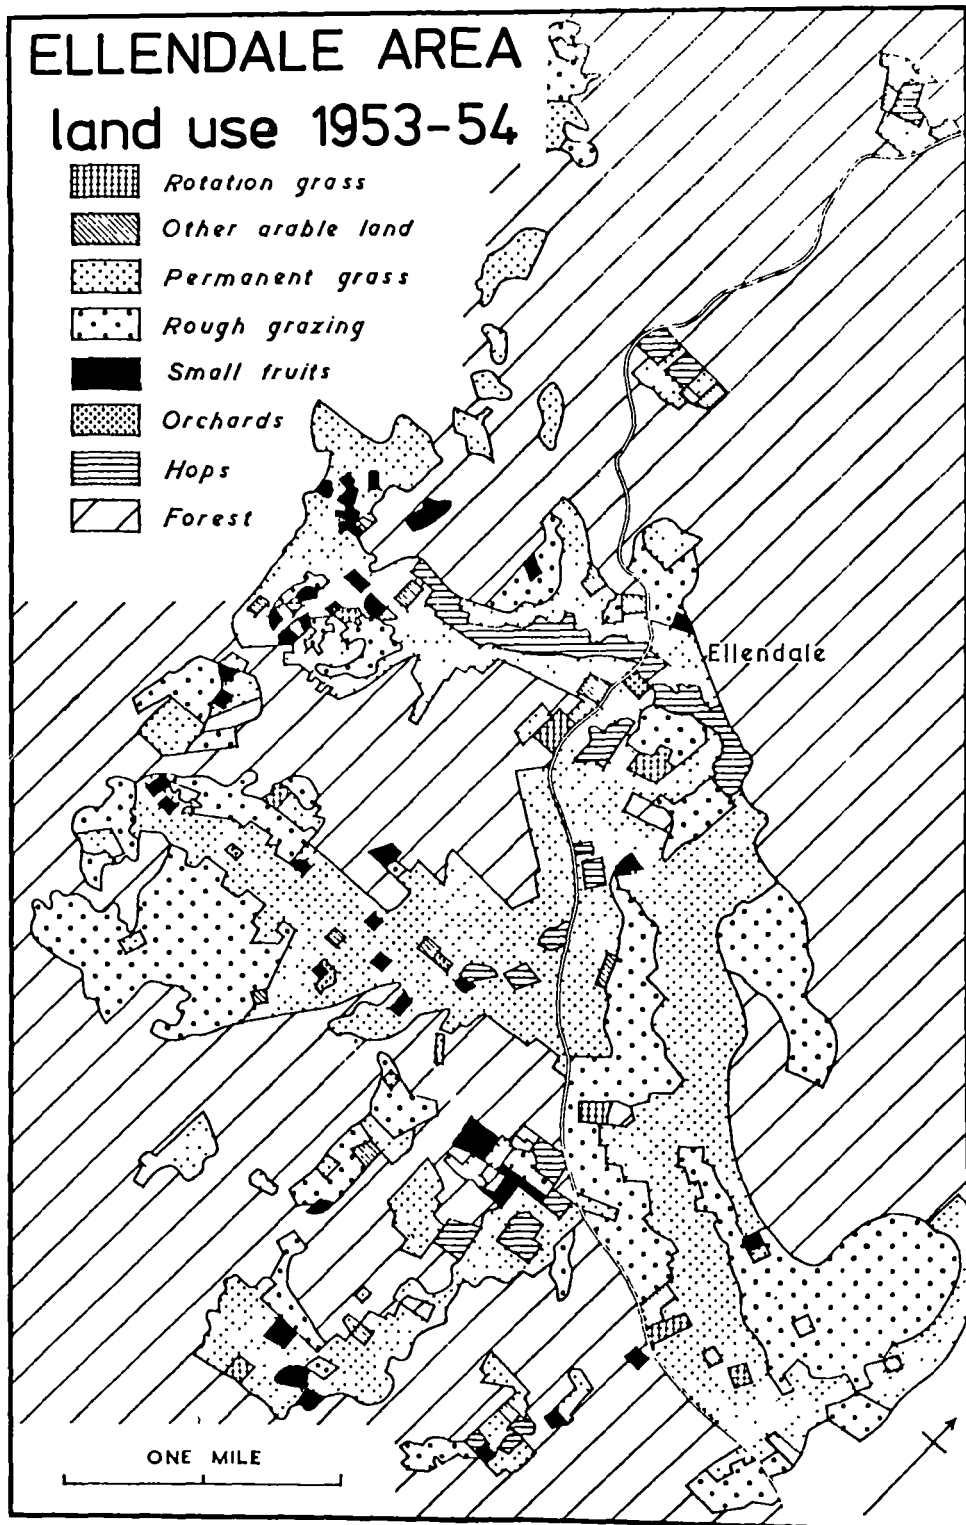 ELLENDALE AREA
land use 1953-54
Rotation grass
Other arable land
Permanent grass
Rough grazing
Small fruits
Orchards
Hops
Forest
Ellendale
ONE MILE